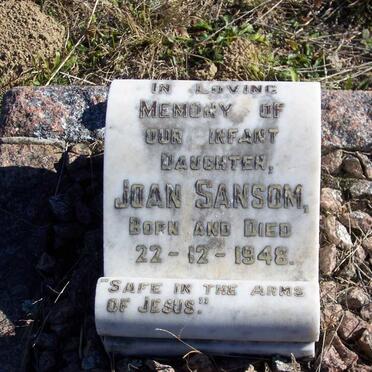 IN LOVING
MEMORY OF
OUR INFANT
DAUGHTER,
JOAN SANSOM,
BORN AND DIED
22-12-1948.
"SAFE IN THE ARMS
OF JESUS".